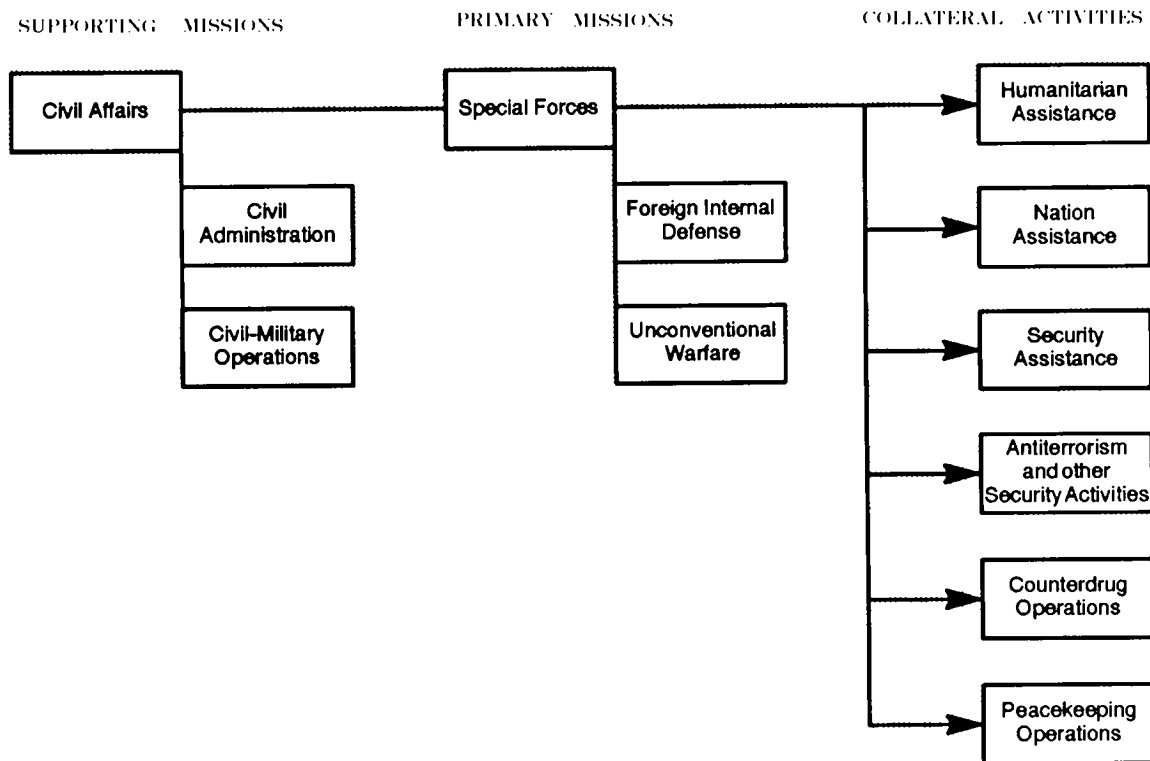 SUPPORTING MISSIONS
PRIMARY MISSIONS
COLLATERAL ACTIVITIES
Civil Affairs
Civil
Administration
Civil-Military
Operations
Special Forces
Foreign Internal
Defense
Unconventional
Warfare
Humanitarian
Assistance
Nation
Assistance
Security
Assistance
Antiterrorism
and other
Security Activities
Counterdrug
Operations
Peacekeeping
Operations